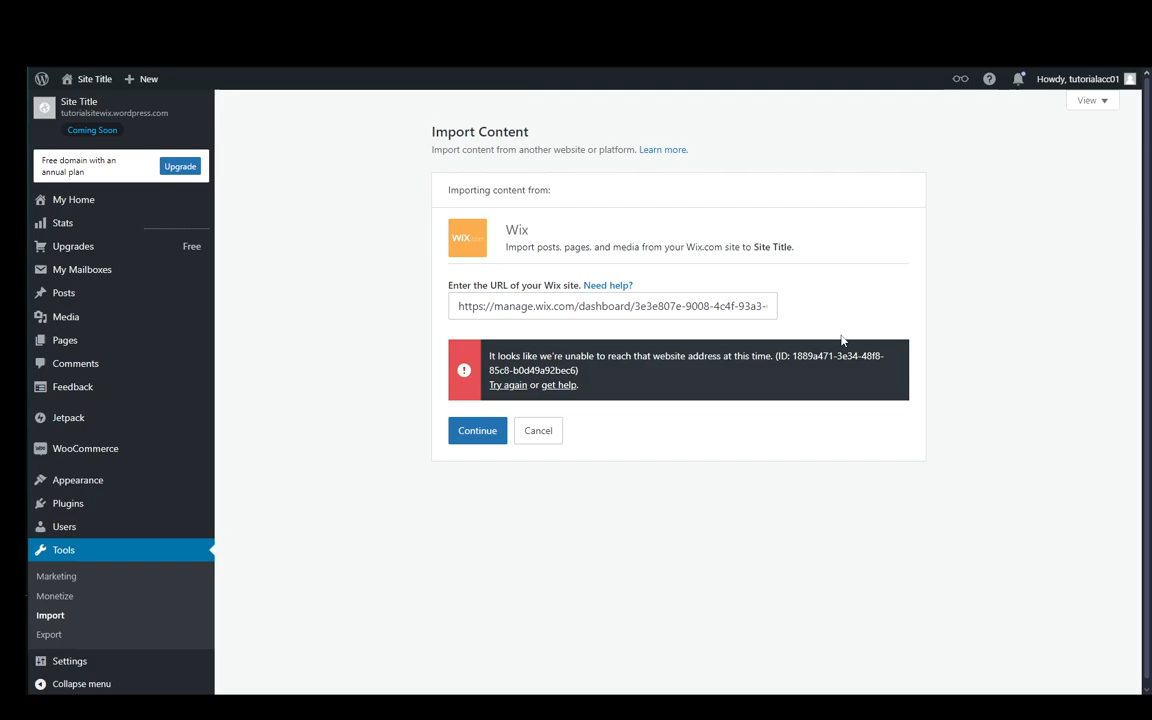 Site Title
New
Howdy, tutorialacc01
Site Title
tutorialsitewix.wordpress.com
Coming Soon
View
Free domain with an
annual plan
Upgrade
My Home
Stats
Upgrades
Free
My Mailboxes
Posts
Media
Pages
Comments
Feedback
Jetpack
WooCommerce
Appearance
Plugins
Users
Tools
Marketing
Monetize
Import
Export
Settings
Collapse menu
Import Content
Import content from another website or platform. Learn more.
Importing content from:
WiX.com
Wix
Import posts, pages, and media from your Wix.com site to Site Title.
Enter the URL of your Wix site. Need help?
https://manage.wix.com/dashboard/3e3e807e-9008-4c4f-93a3-
It looks like we're unable to reach that website address at this time. (ID: 1889a471-3e34-48f8-
85c8-b0d49a92bec6)
Try again or get help.
Continue
Cancel